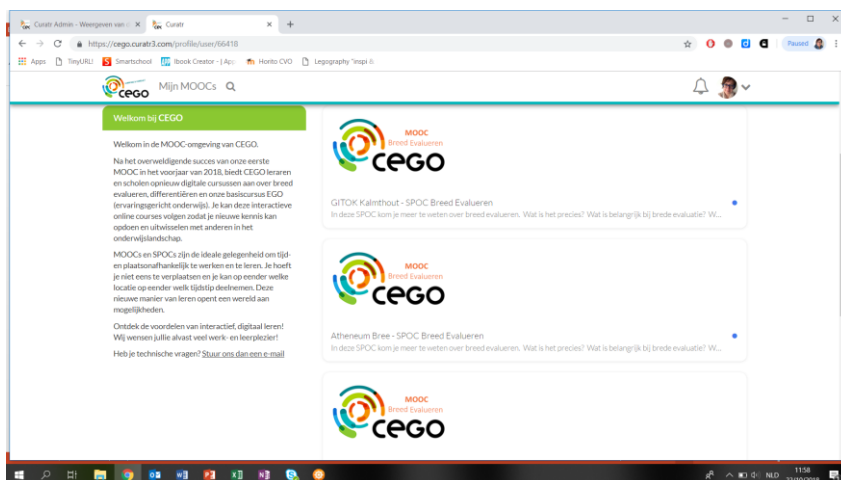 Curatr Admin - Weergeven van c
Curatr
https://cego.curatr3.com/profile/user/66418
Paused
Apps
TinyURL!
Smartschool
Ibook Creator - | App
Horito CVO
Legography "inspi
CEGO
Mijn MOOCs
Welkom bij CEGO
Welkom in de MOOC-omgeving van CEGO.
Na het overweldigende succes van onze eerste
MOOC in het voorjaar van 2018, biedt CEGO leraren
en scholen opnieuw digitale cursussen aan over breed
evalueren, differentiëren en onze basiscursus EGO
(ervaringsgericht onderwijs). Je kan deze interactieve
online courses volgen zodat je nieuwe kennis kan
opdoen en uitwisselen met anderen in het
onderwijslandschap.
MOOCs en SPOCs zijn de ideale gelegenheid om tijd-
en plaatsonafhankelijk te werken en te leren. Je hoeft
je niet eens te verplaatsen en je kan op eender welke
locatie op eender welk tijdstip deelnemen. Deze
nieuwe manier van leren opent een wereld aan
mogelijkheden.
Ontdek de voordelen van interactief, digitaal leren!
Wij wensen jullie alvast veel werk- en leerplezier!
Heb je technische vragen? Stuur ons dan een e-mail
MOOC
Breed Evalueren
CEGO
GITOK Kalmthout - SPOC Breed Evalueren
In deze SPOC kom je meer te weten over breed evalueren. Wat is het precies? Wat is belangrijk bij brede evaluatie? W...
MOOC
Breed Evalueren
CEGO
Atheneum Bree - SPOC Breed Evalueren
In deze SPOC kom je meer te weten over breed evalueren. Wat is het precies? Wat is belangrijk bij brede evaluatie? W...
MOOC
Breed Evalueren
CEGO
NLD
11:58
22/10/2018